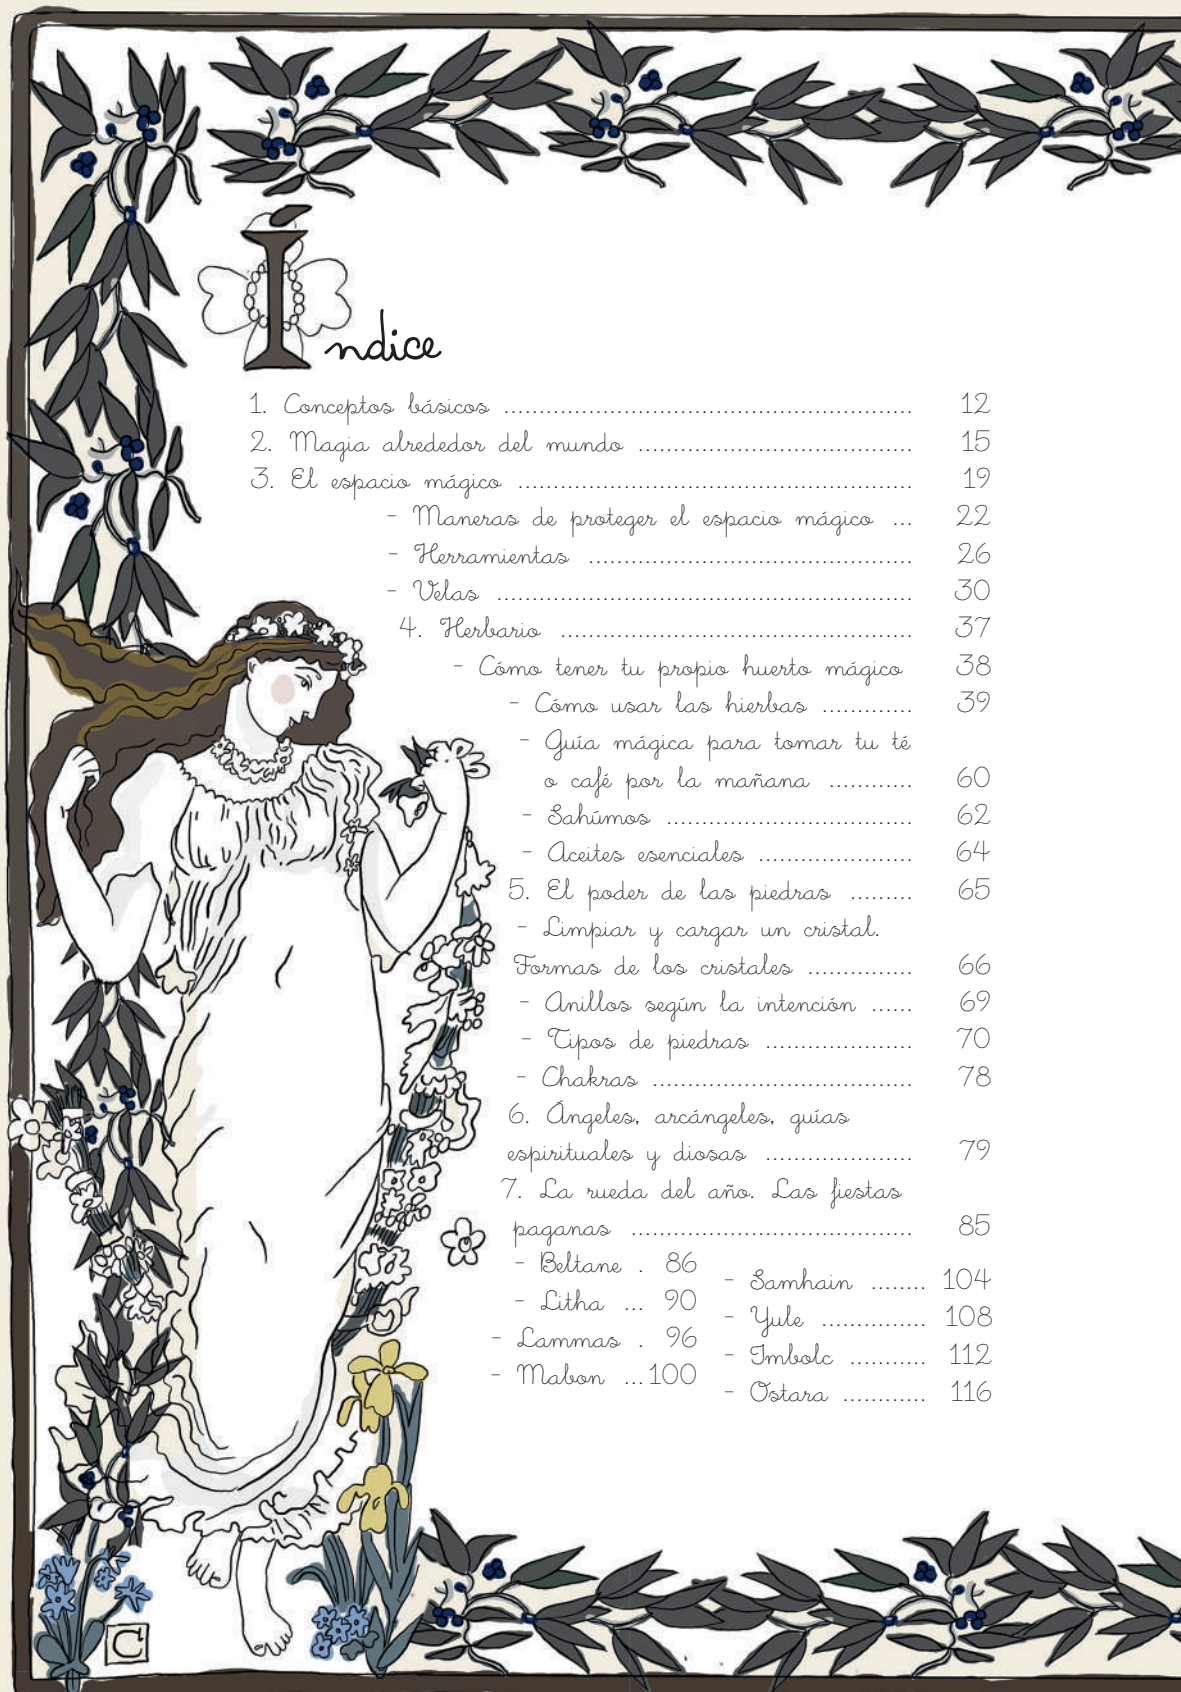 Índice
1. Conceptos básicos ................................................. 12
2. Magia alrededor del mundo ................................. 15
3. El espacio mágico ............................................... 19
- Maneras de proteger el espacio mágico ... 22
- Herramientas ....................................... 26
- Velas .................................................. 30
4. Herbario .......................................... 37
- Cómo tener tu propio huerto mágico 38
- Cómo usar las hierbas ............. 39
- Guía mágica para tomar tu té
o café por la mañana ............ 60
- Sahúmos .............................. 62
- Aceites esenciales ...................... 64
5. El poder de las piedras ......... 65
- Limpiar y cargar un cristal.
Formas de los cristales ............... 66
- Anillos según la intención ...... 69
- Tipos de piedras ..................... 70
- Chakras ............................... 78
6. Ángeles, arcángeles, guías
espirituales y diosas ..................... 79
7. La rueda del año. Las fiestas
paganas .................................. 85
- Beltane . 86
- Litha ... 90
- Lammas . 96
- Mabon ... 100
- Samhain ........ 104
- Yule ............... 108
- Imbolc ........... 112
- Ostara ............ 116
C